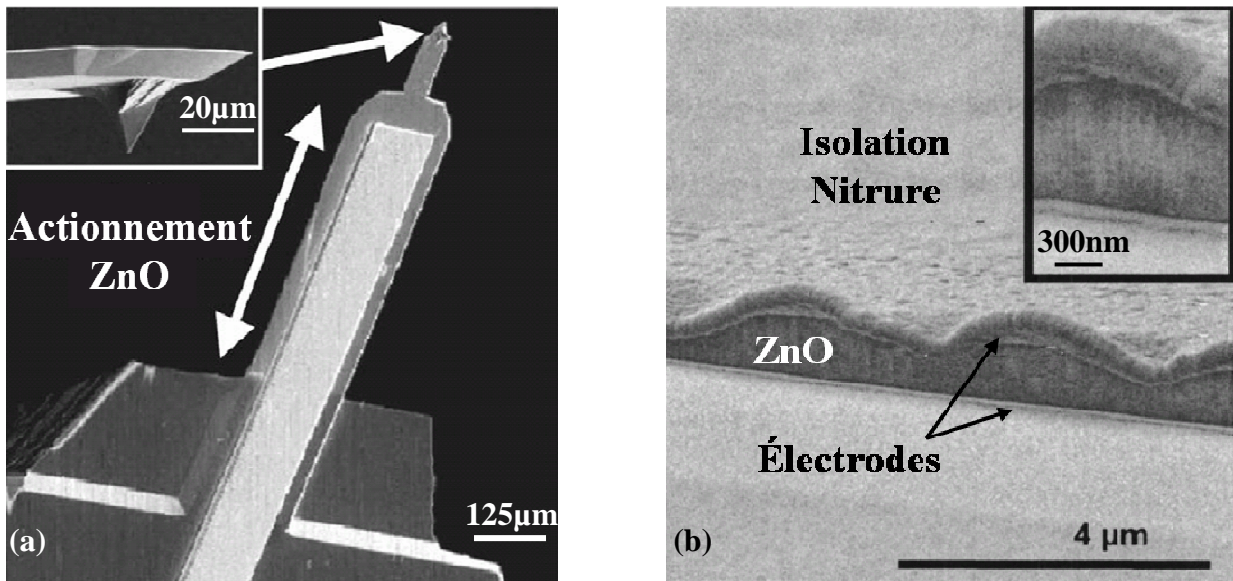 20µm
Actionnement
ZnO
125µm
(a)
Isolation
Nitrure
300nm
ZnO
Électrodes
4 µm
(b)